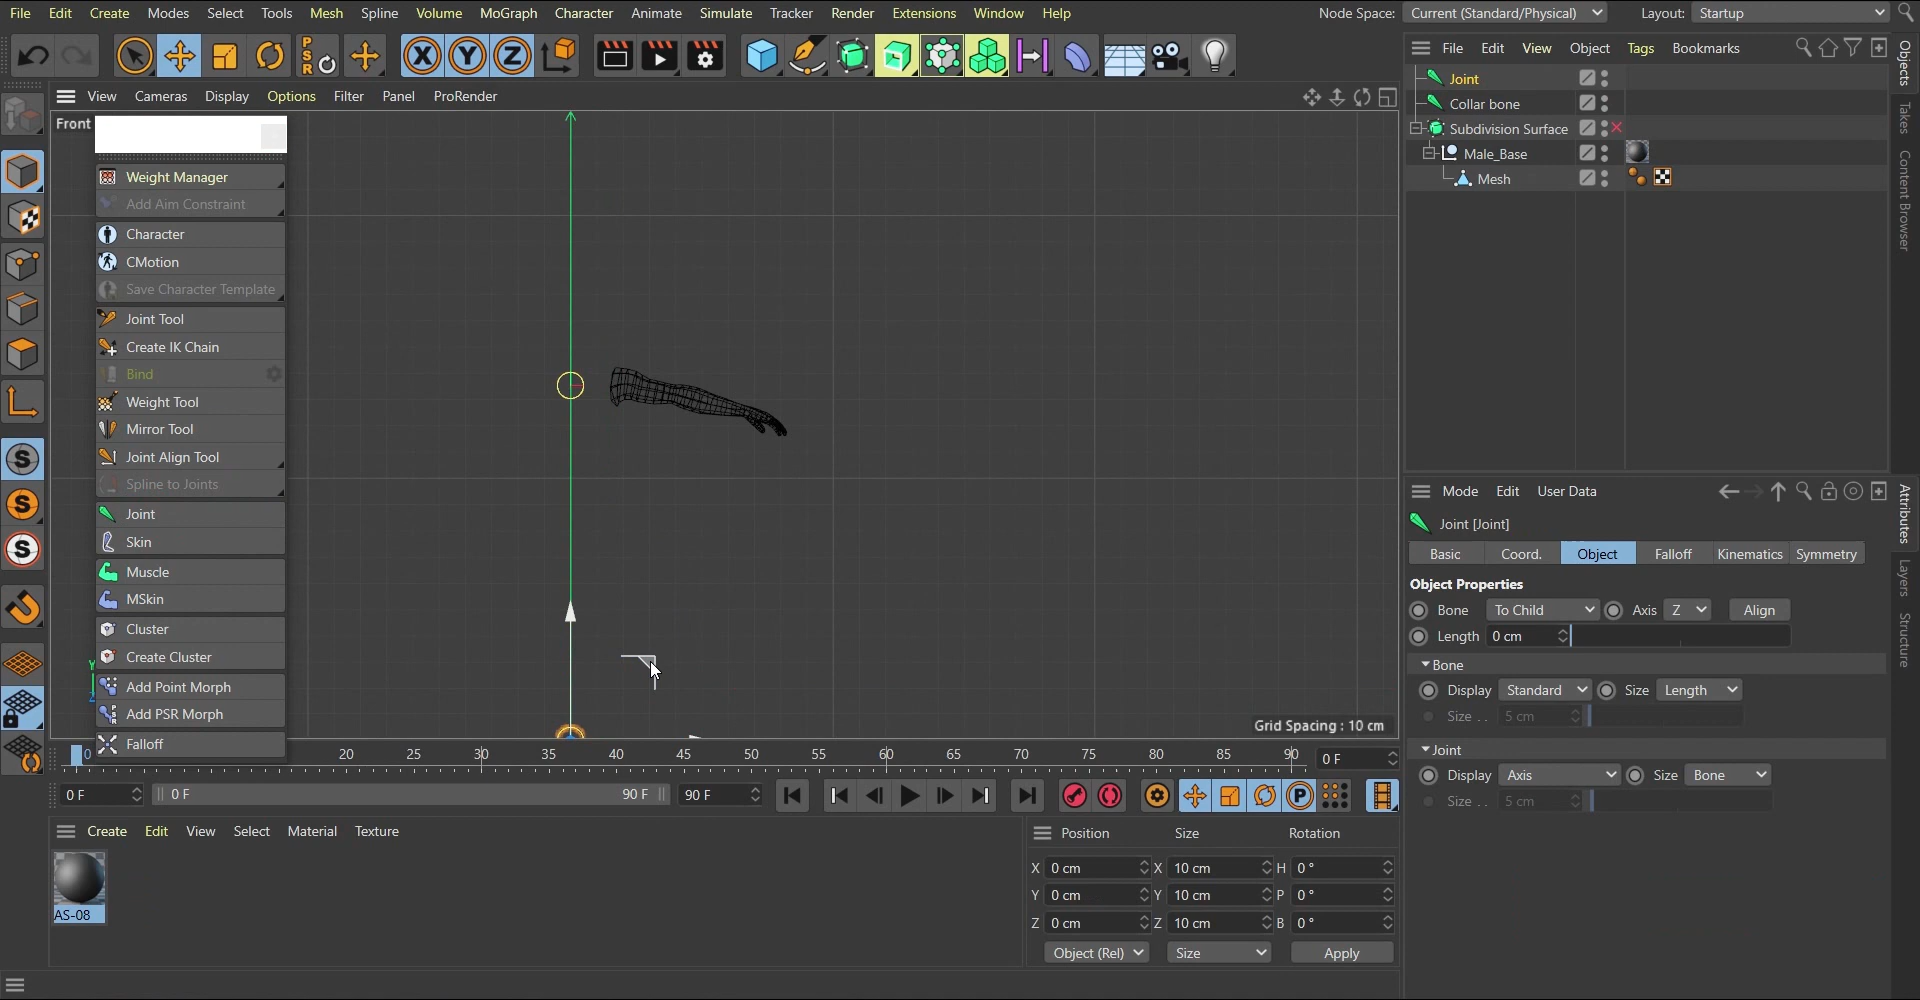 File Edit Create Modes Select Tools Mesh Spline Volume MoGraph Character Animate Simulate Tracker Render Extensions Window Help Node Space: Current (Standard/Physical) Layout: Startup
PSR X Y Z
File Edit View Object Tags Bookmarks
View Cameras Display Options Filter Panel ProRender
Front
Joint
Collar bone
Subdivision Surface
Male_Base
Mesh
Objects
Takes
Content Browser
Weight Manager
Add Aim Constraint
Character
CMotion
Save Character Template
Joint Tool
Create IK Chain
Bind
Weight Tool
Mirror Tool
Joint Align Tool
Spline to Joints
Joint
Skin
Muscle
MSkin
Cluster
Create Cluster
Add Point Morph
Add PSR Morph
Falloff
S
S
S
Y
Z
Grid Spacing : 10 cm
Mode Edit User Data
Joint [Joint]
Basic Coord. Object Falloff Kinematics Symmetry
Object Properties
Bone To Child Axis Z Align
Length 0 cm
Bone
Display Standard Size Length
Size . . 5 cm
Joint
Display Axis Size Bone
Size . . 5 cm
Attributes
Layers
Structure
0 20 25 30 35 40 45 50 55 60 65 70 75 80 85 90 0 F
0 F 0 F 90 F 90 F P
Create Edit View Select Material Texture
AS-08
Position Size Rotation
X 0 cm X 10 cm H 0 °
Y 0 cm Y 10 cm P 0 °
Z 0 cm Z 10 cm B 0 °
Object (Rel) Size Apply